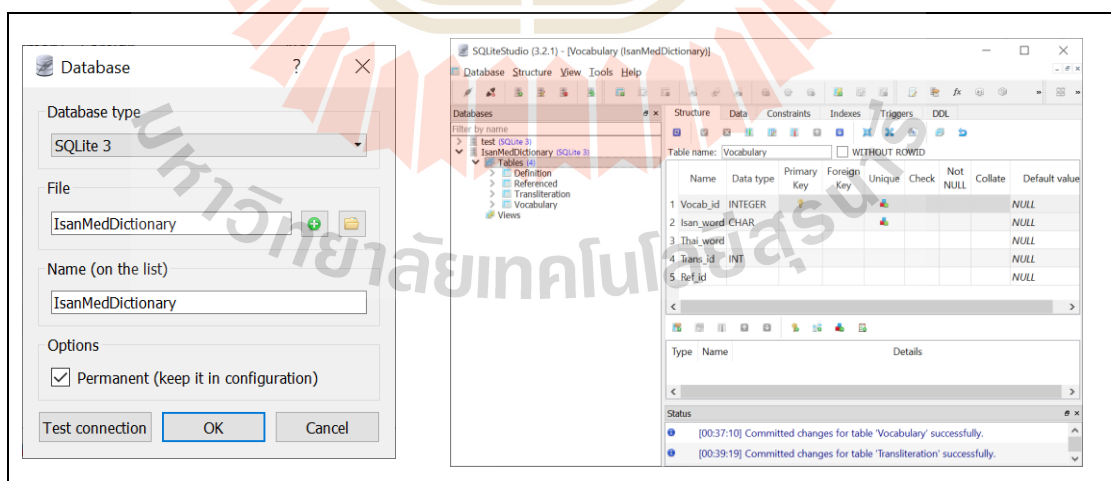 Database
?
Database type
SQLite 3
File
IsanMedDictionary
Name (on the list)
IsanMedDictionary
Options
Permanent (keep it in configuration)
Test connection
OK
Cancel
SQLiteStudio (3.2.1) - [Vocabulary (IsanMedDictionary)]
Database Structure View Tools Help
Databases
Filter by name
test (SQLite 3)
IsanMedDictionary (SQLite 3)
Tables (4)
Definition
Referenced
Transliteration
Vocabulary
Views
Structure Data Constraints Indexes Triggers DDL
Table name: Vocabulary WITHOUT ROWID
Name Data type Primary Key Foreign Key Unique Check Not NULL Collate Default value
1 Vocab_id INTEGER NULL
2 Isan_word CHAR NULL
3 Thai_word NULL
4 Trans_id INT NULL
5 Ref_id NULL
Type Name Details
Status
[00:37:10] Committed changes for table 'Vocabulary' successfully.
[00:39:19] Committed changes for table 'Transliteration' successfully.
มหาวิทยาลัยเทคโนโลยีสุรนารี